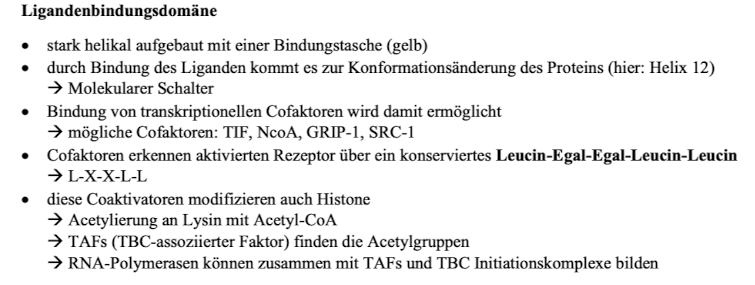 Ligandenbindungsdomäne
• stark helikal aufgebaut mit einer Bindungstasche (gelb)
• durch Bindung des Liganden kommt es zur Konformationsänderung des Proteins (hier: Helix 12)
→ Molekularer Schalter
• Bindung von transkriptionellen Cofaktoren wird damit ermöglicht
→ mögliche Cofaktoren: TIF, NcoA, GRIP-1, SRC-1
• Cofaktoren erkennen aktivierten Rezeptor über ein konserviertes Leucin-Egal-Egal-Leucin-Leucin
→ L-X-X-L-L
• diese Coaktivatoren modifizieren auch Histone
→ Acetylierung an Lysin mit Acetyl-CoA
→ TAFs (TBC-assoziierter Faktor) finden die Acetylgruppen
→ RNA-Polymerasen können zusammen mit TAFs und TBC Initiationskomplexe bilden